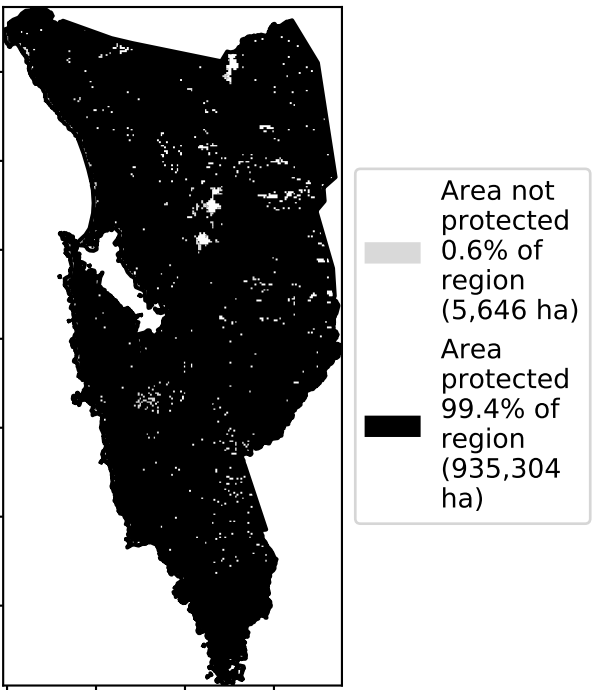 Area not
protected
0.6% of
region
(5,646 ha)
Area
protected
99.4% of
region
(935,304
ha)